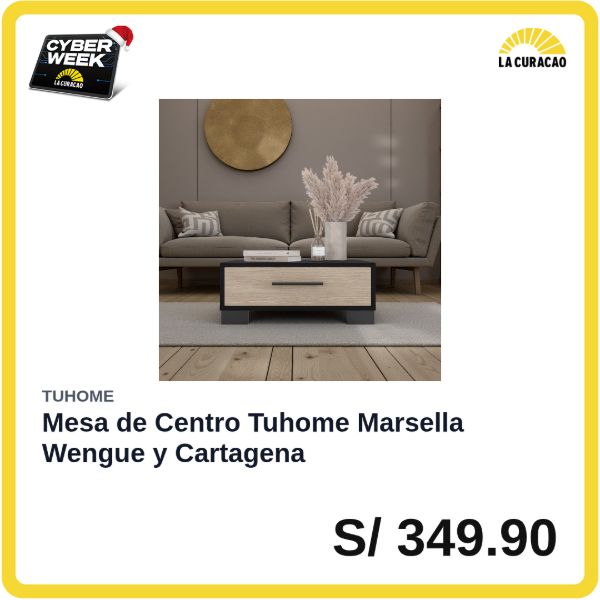 CYBER
WEEK
LA CURACAO
LA CURACAO
TUHOME
Mesa de Centro Tuhome Marsella
Wengue y Cartagena
S/ 349.90